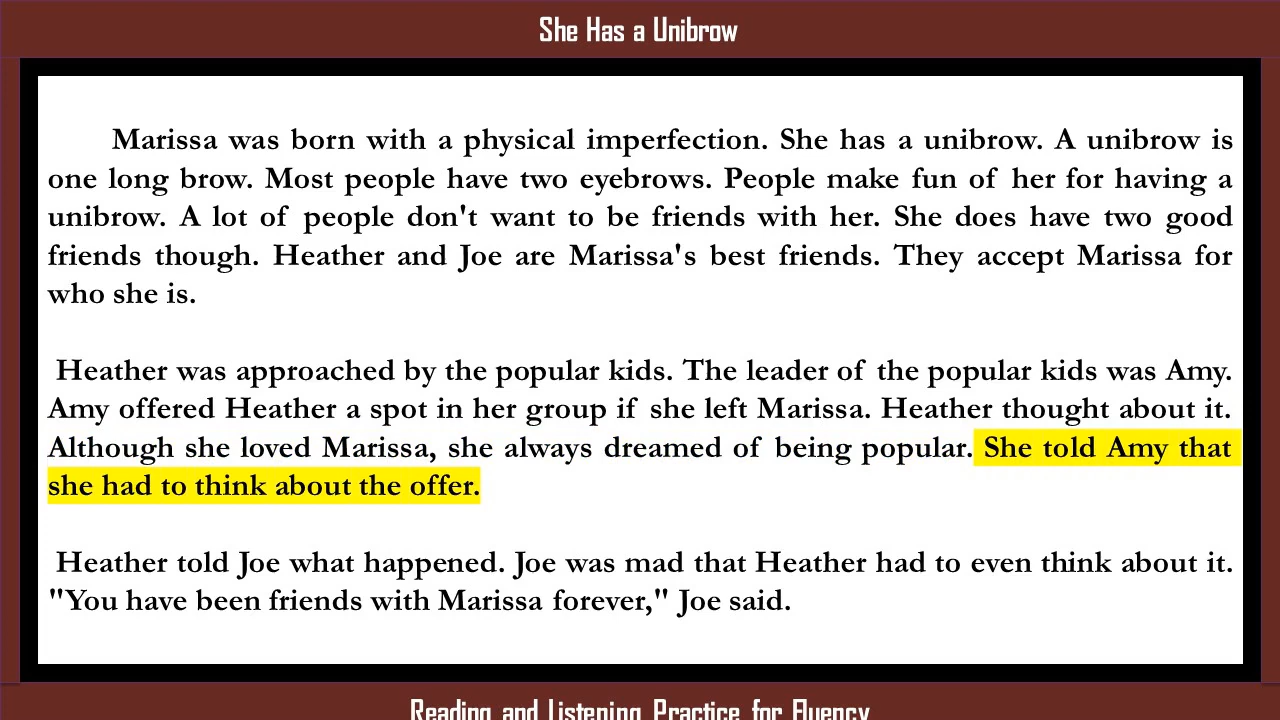 She Has a Unibrow
Marissa was born with a physical imperfection. She has a unibrow. A unibrow is
one long brow. Most people have two eyebrows. People make fun of her for having a
unibrow. A lot of people don't want to be friends with her. She does have two good
friends though. Heather and Joe are Marissa's best friends. They accept Marissa for
who she is.
Heather was approached by the popular kids. The leader of the popular kids was Amy.
Amy offered Heather a spot in her group if she left Marissa. Heather thought about it.
Although she loved Marissa, she always dreamed of being popular. She told Amy that
she had to think about the offer.
Heather told Joe what happened. Joe was mad that Heather had to even think about it.
"You have been friends with Marissa forever," Joe said.
Reading and Listening Practice for Fluency